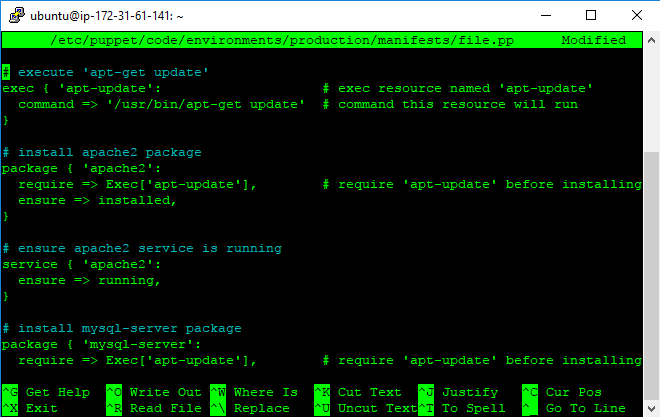 ubuntu@ip-172-31-61-141: ~
/etc/puppet/code/environments/production/manifests/file.pp Modified
# execute 'apt-get update'
exec { 'apt-update': # exec resource named 'apt-update'
command => '/usr/bin/apt-get update' # command this resource will run
}
# install apache2 package
package { 'apache2':
require => Exec['apt-update'], # require 'apt-update' before installing
ensure => installed,
}
# ensure apache2 service is running
service { 'apache2':
ensure => running,
}
# install mysql-server package
package { 'mysql-server':
require => Exec['apt-update'], # require 'apt-update' before installing
^G Get Help ^O Write Out ^W Where Is ^K Cut Text ^J Justify ^C Cur Pos
^X Exit ^R Read File ^\ Replace ^U Uncut Text ^T To Spell ^_ Go To Line